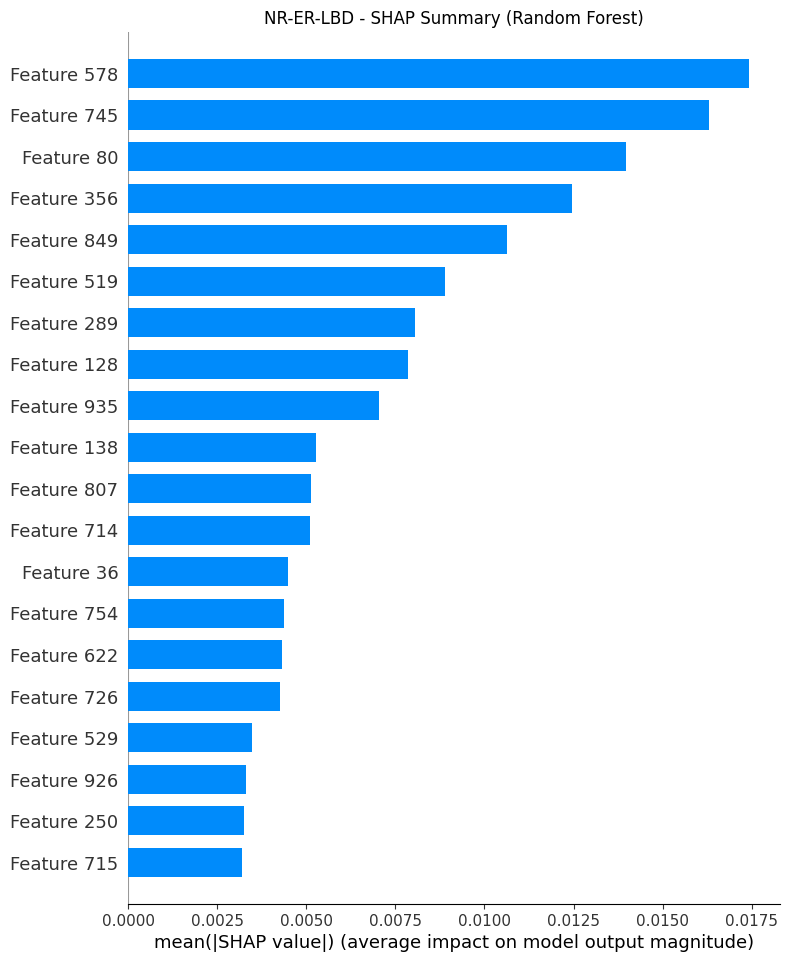 NR-ER-LBD - SHAP Summary (Random Forest)
Feature 578
Feature 745
Feature 80
Feature 356
Feature 849
Feature 519
Feature 289
Feature 128
Feature 935
Feature 138
Feature 807
Feature 714
Feature 36
Feature 754
Feature 622
Feature 726
Feature 529
Feature 926
Feature 250
Feature 715
0.0000 0.0025 0.0050 0.0075 0.0100 0.0125 0.0150 0.0175
mean(|SHAP value|) (average impact on model output magnitude)